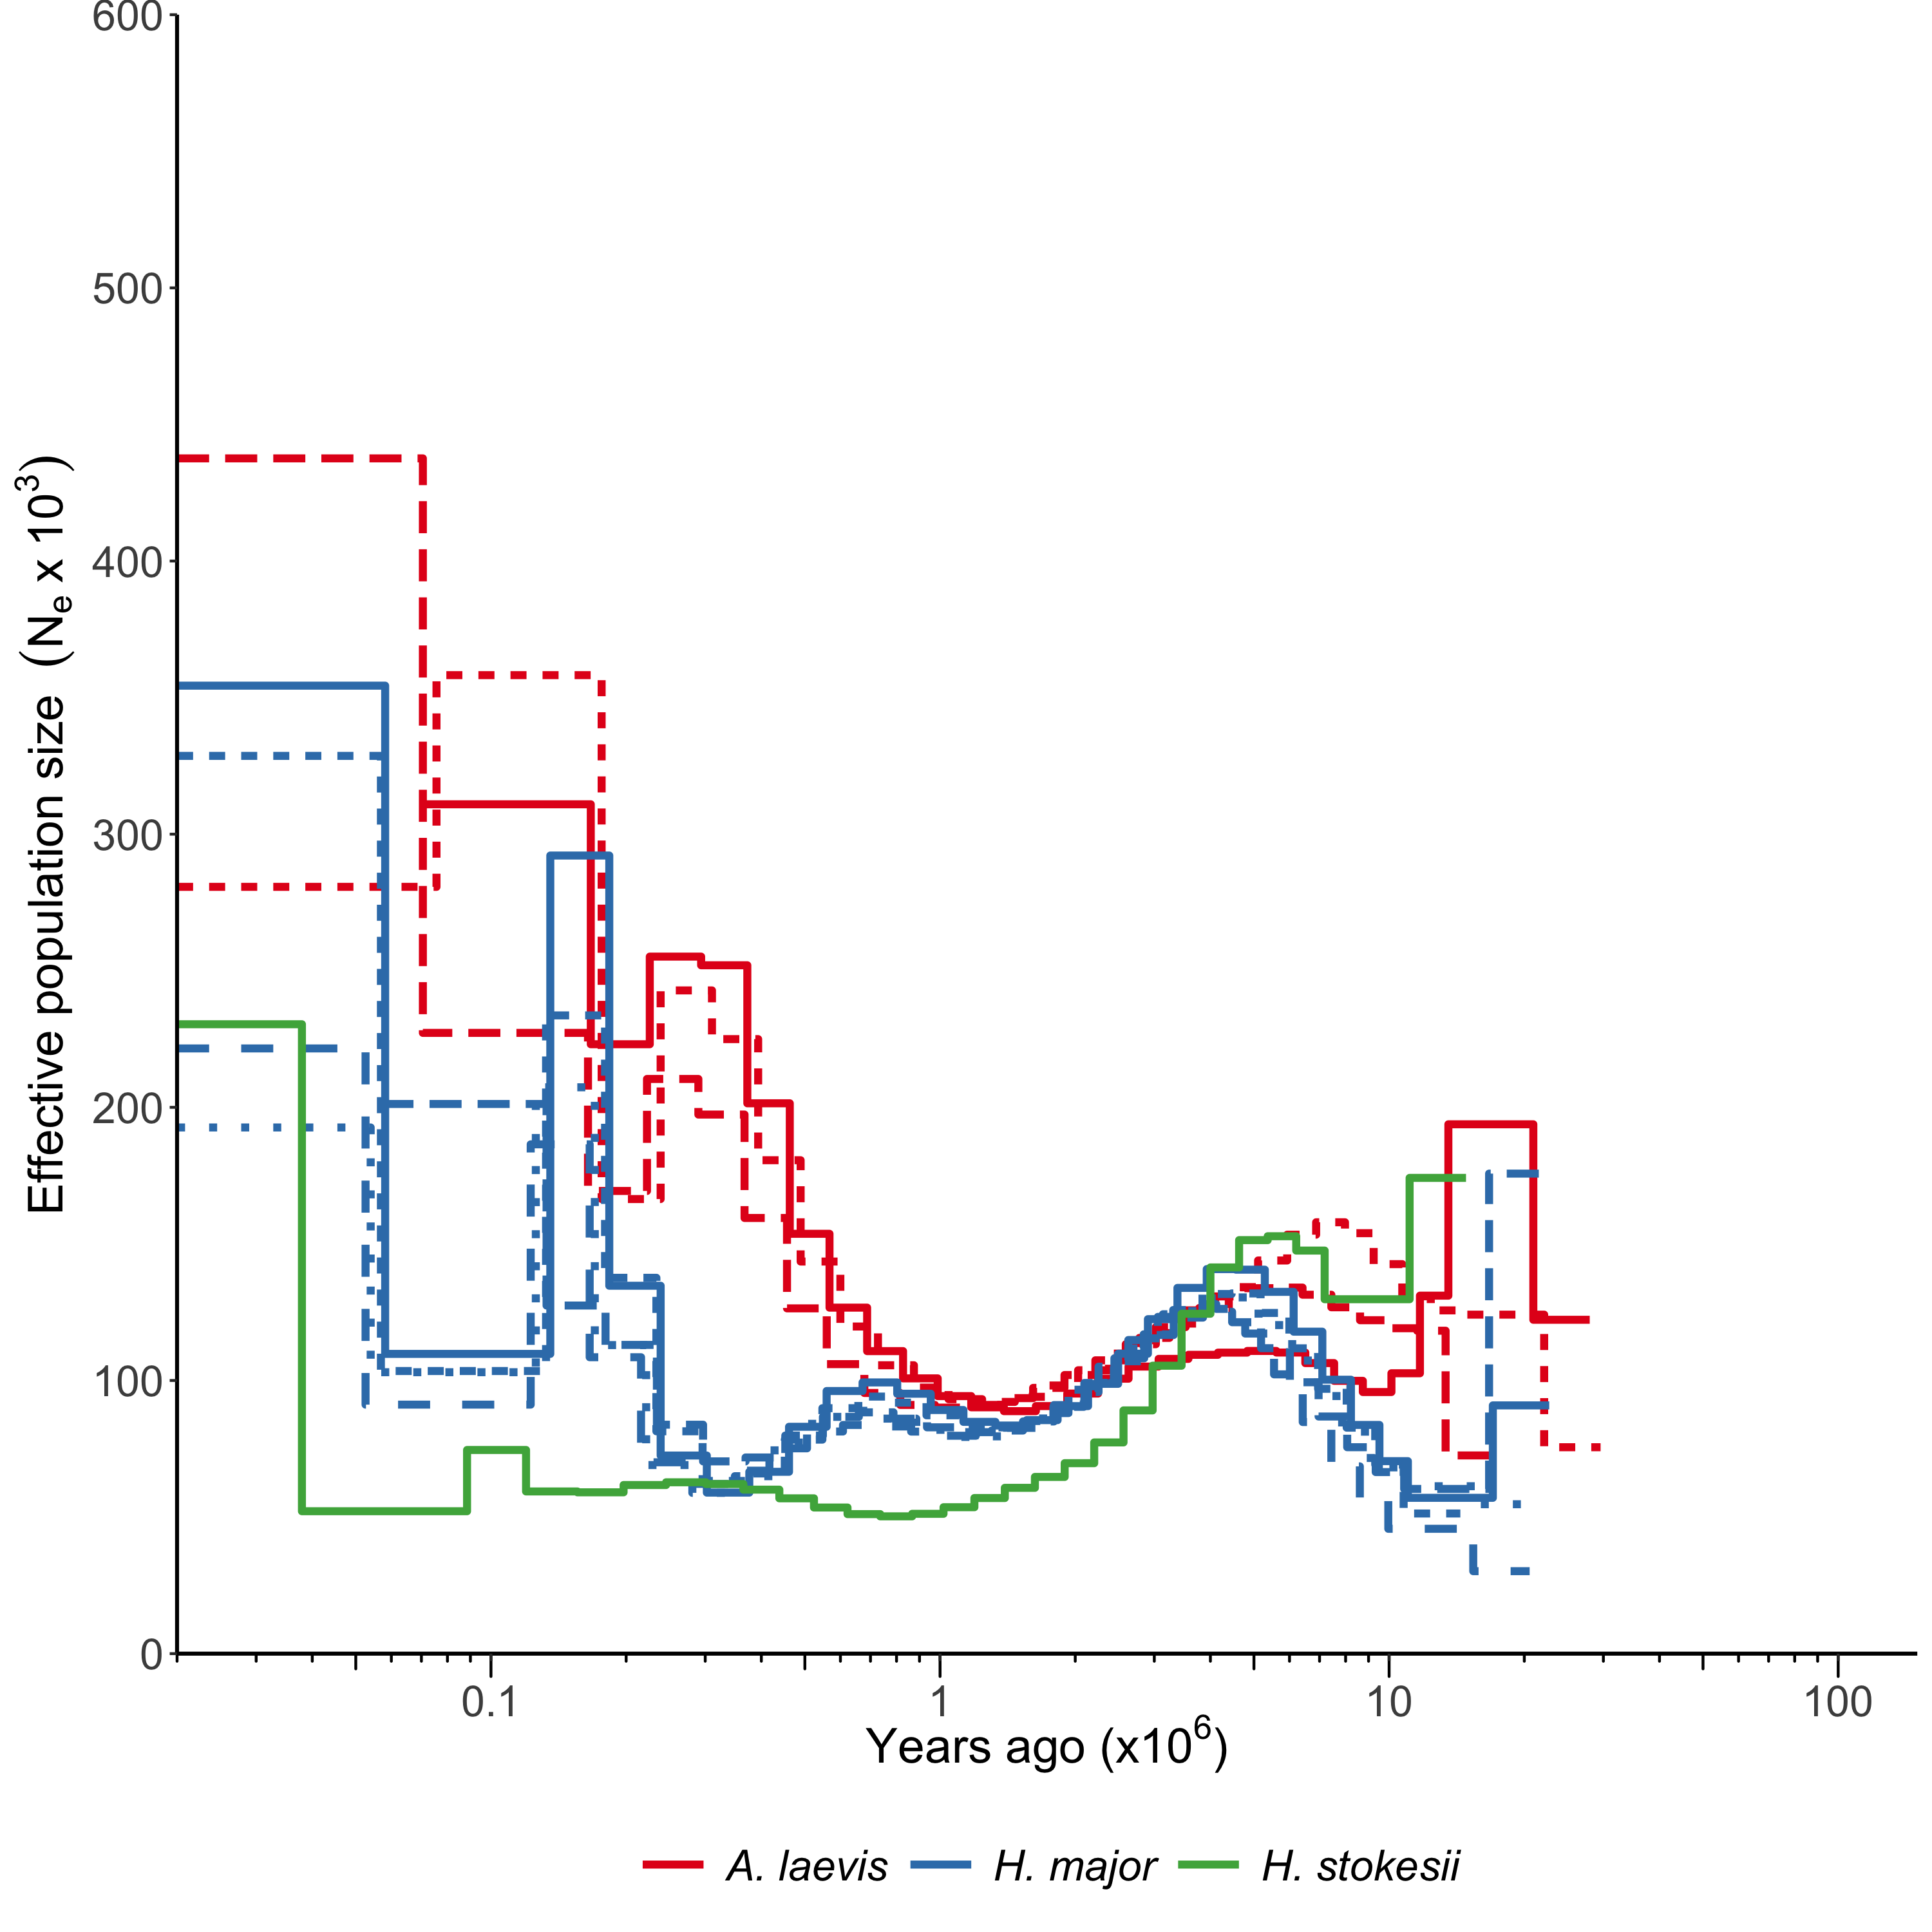 600
500
400
300
200
100
0
Effective population size (Nₑ x 10³)
0.1 1 10 100
Years ago (x10⁶)
A. laevis H. major H. stokesii